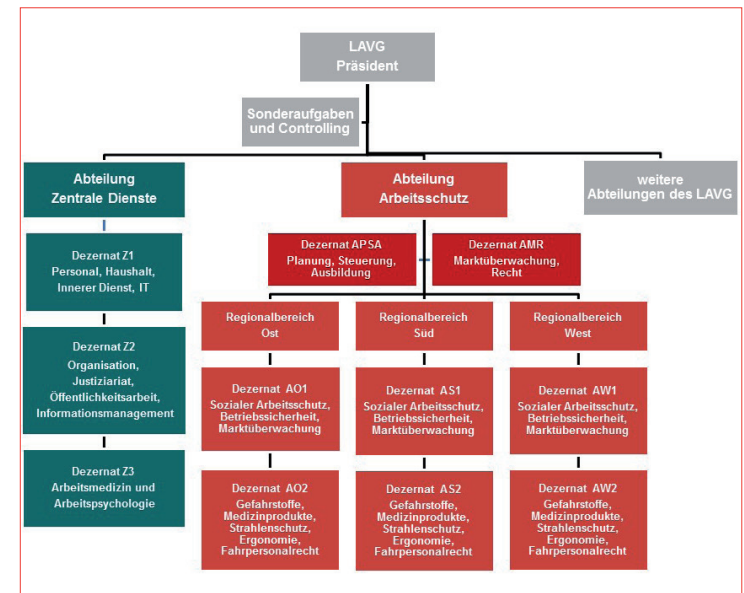 LAVG
Präsident
Sonderaufgaben
und Controlling
Abteilung
Zentrale Dienste
Abteilung
Arbeitsschutz
weitere
Abteilungen des LAVG
Dezernat Z1
Personal, Haushalt,
Innerer Dienst, IT
Dezernat Z2
Organisation,
Justiziariat,
Öffentlichkeitsarbeit,
Informationsmanagement
Dezernat Z3
Arbeitsmedizin und
Arbeitspsychologie
Dezernat APSA
Planung, Steuerung,
Ausbildung
Dezernat AMR
Marktüberwachung,
Recht
Regionalbereich
Ost
Dezernat AO1
Sozialer Arbeitsschutz,
Betriebssicherheit,
Marktüberwachung
Dezernat AO2
Gefahrstoffe,
Medizinprodukte,
Strahlenschutz,
Ergonomie,
Fahrpersonalrecht
Regionalbereich
Süd
Dezernat AS1
Sozialer Arbeitsschutz,
Betriebssicherheit,
Marktüberwachung
Dezernat AS2
Gefahrstoffe,
Medizinprodukte,
Strahlenschutz,
Ergonomie,
Fahrpersonalrecht
Regionalbereich
West
Dezernat AW1
Sozialer Arbeitsschutz,
Betriebssicherheit,
Marktüberwachung
Dezernat AW2
Gefahrstoffe,
Medizinprodukte,
Strahlenschutz,
Ergonomie,
Fahrpersonalrecht